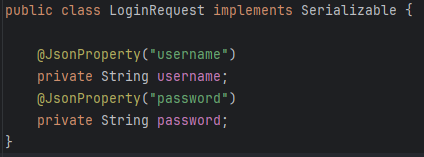 public class LoginRequest implements Serializable {
@JsonProperty("username")
private String username;
@JsonProperty("password")
private String password;
}